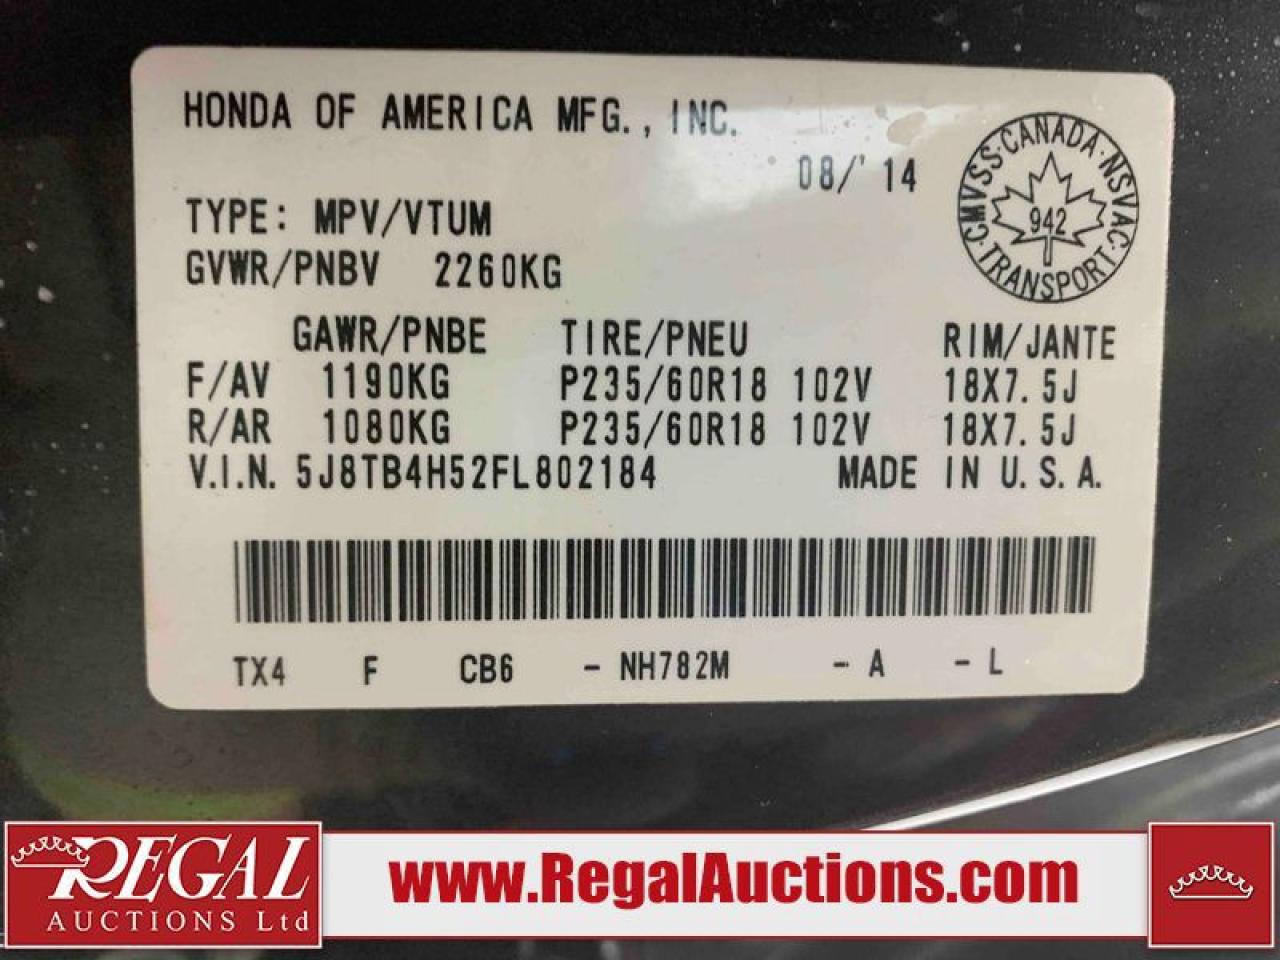 HONDA OF AMERICA MFG., INC.
08/'14
CMVSS·CANADA·NSVAC·TRANSPORT
942
TYPE: MPV/VTUM
GVWR/PNBV 2260KG
GAWR/PNBE TIRE/PNEU RIM/JANTE
F/AV 1190KG P235/60R18 102V 18X7.5J
R/AR 1080KG P235/60R18 102V 18X7.5J
V.I.N. 5J8TB4H52FL802184 MADE IN U.S.A.
TX4 F CB6 - NH782M - A - L
REGAL
AUCTIONS Ltd
www.RegalAuctions.com